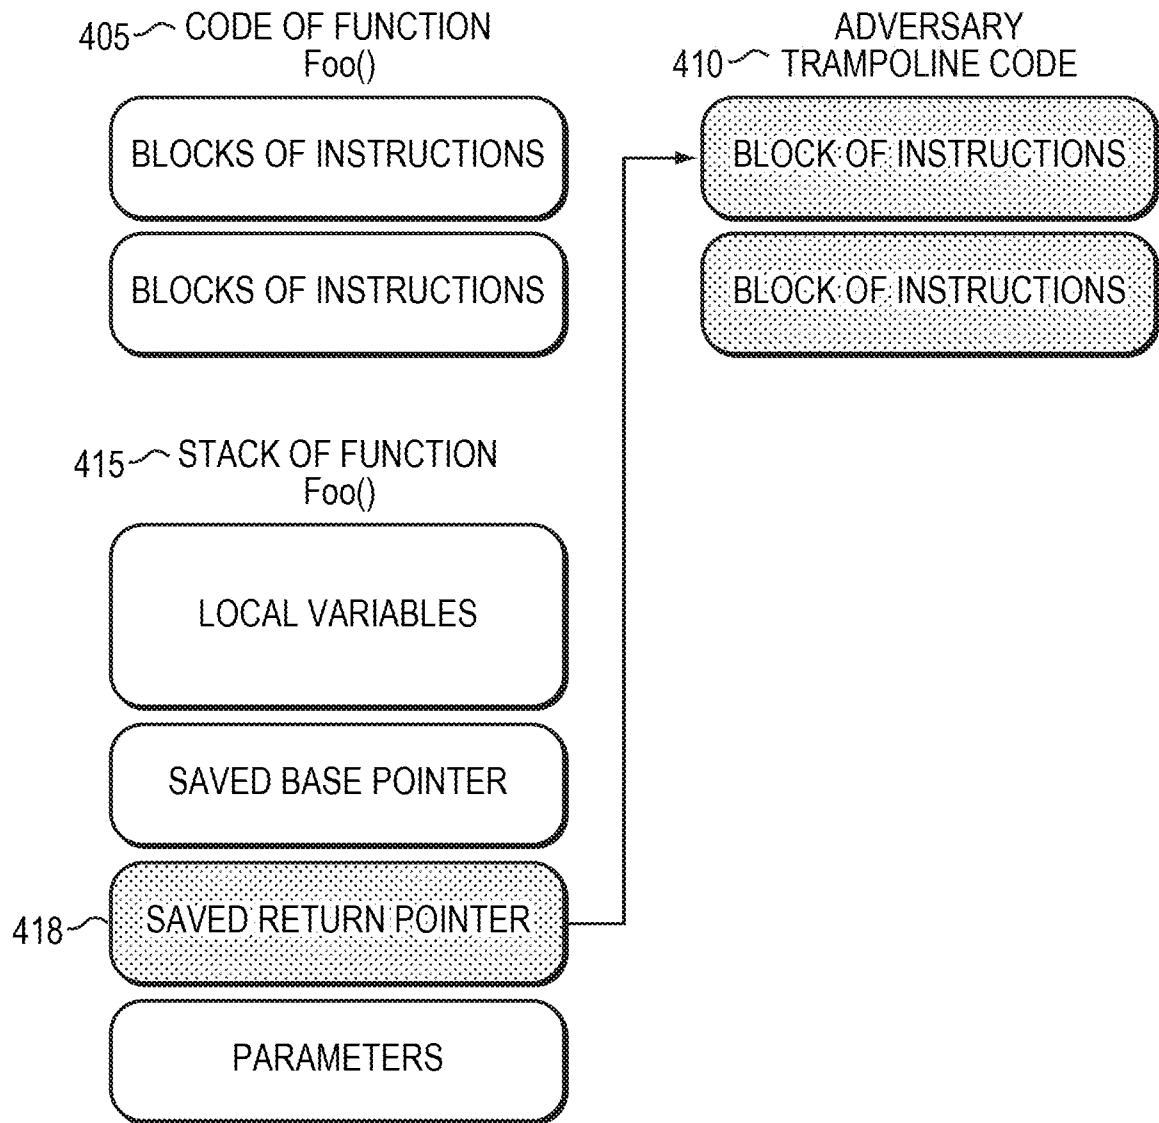 405 CODE OF FUNCTION
Foo()
BLOCKS OF INSTRUCTIONS
BLOCKS OF INSTRUCTIONS
ADVERSARY
410 TRAMPOLINE CODE
BLOCK OF INSTRUCTIONS
BLOCK OF INSTRUCTIONS
415 STACK OF FUNCTION
Foo()
LOCAL VARIABLES
SAVED BASE POINTER
418 SAVED RETURN POINTER
PARAMETERS